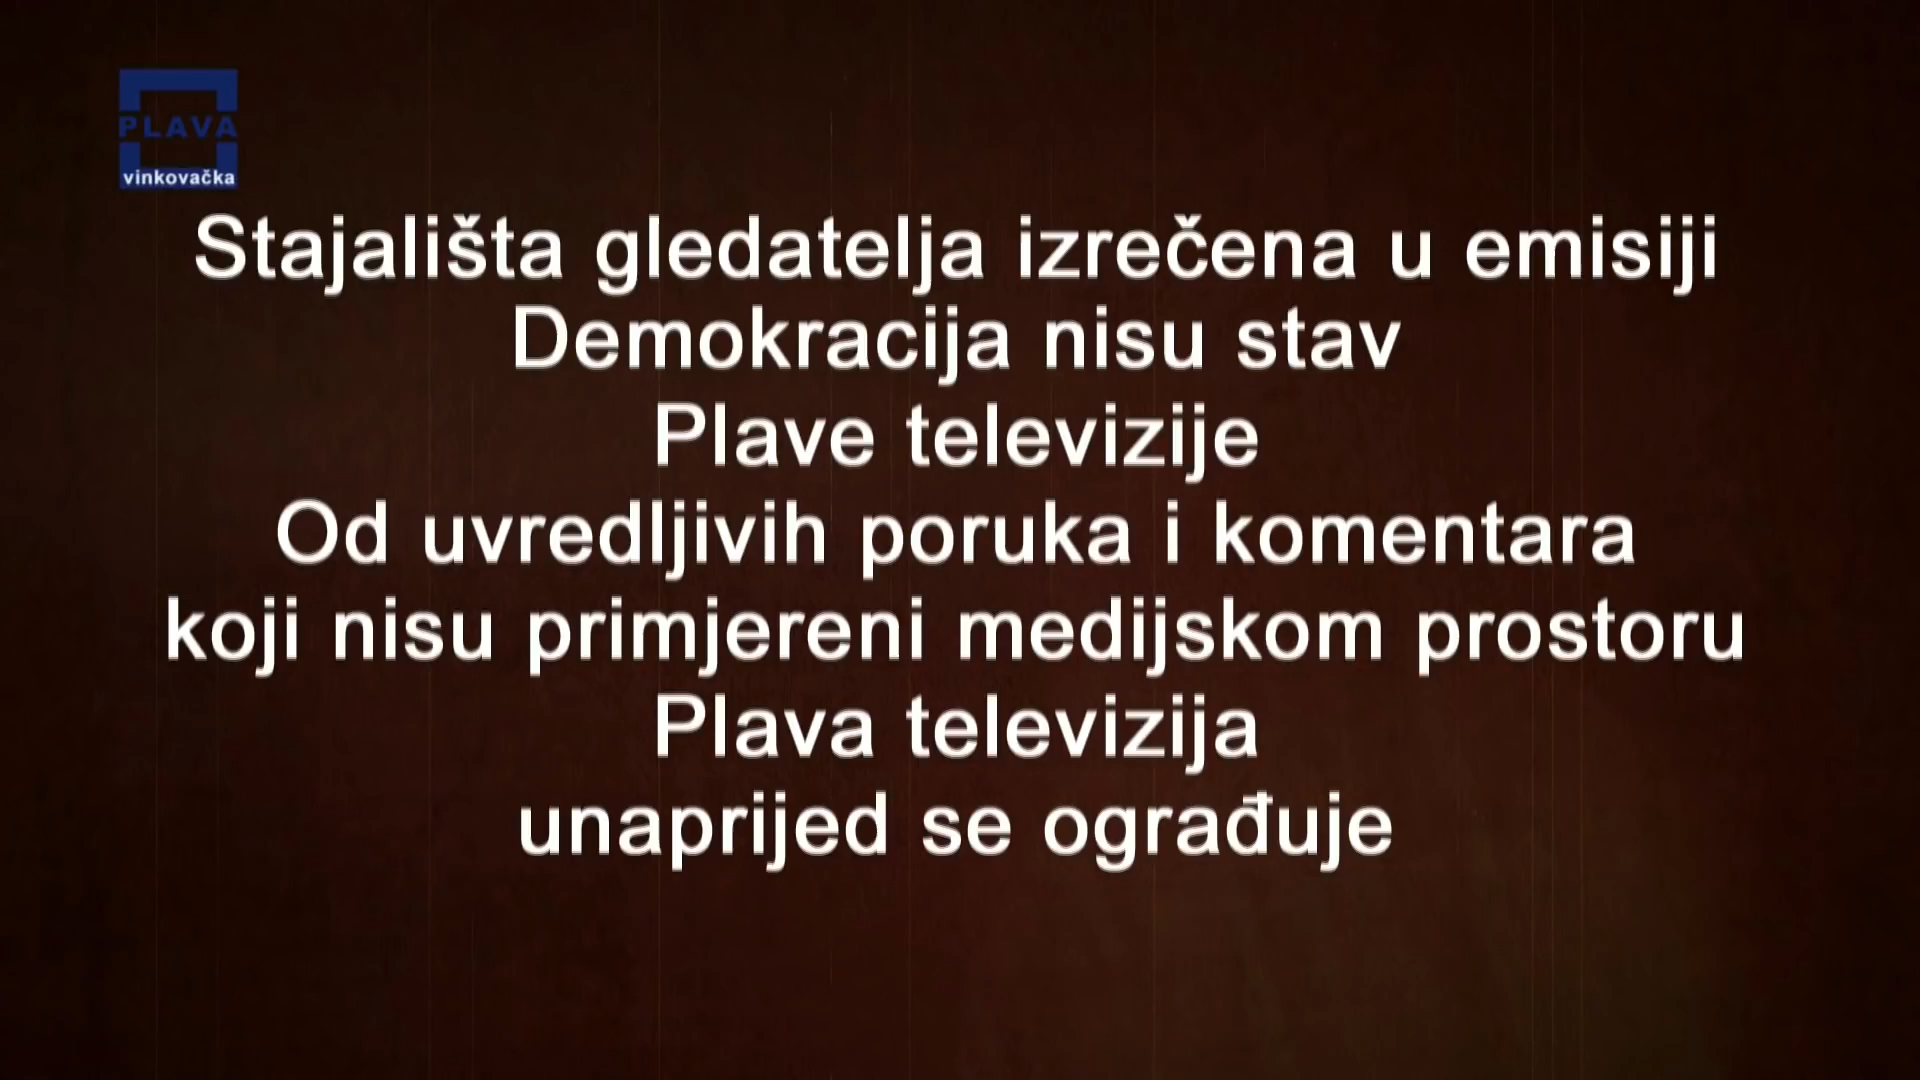 PLAVA
vinkovačka
Stajališta gledatelja izrečena u emisiji
Demokracija nisu stav
Plave televizije
Od uvredljivih poruka i komentara
koji nisu primjereni medijskom prostoru
Plava televizija
unaprijed se ograđuje